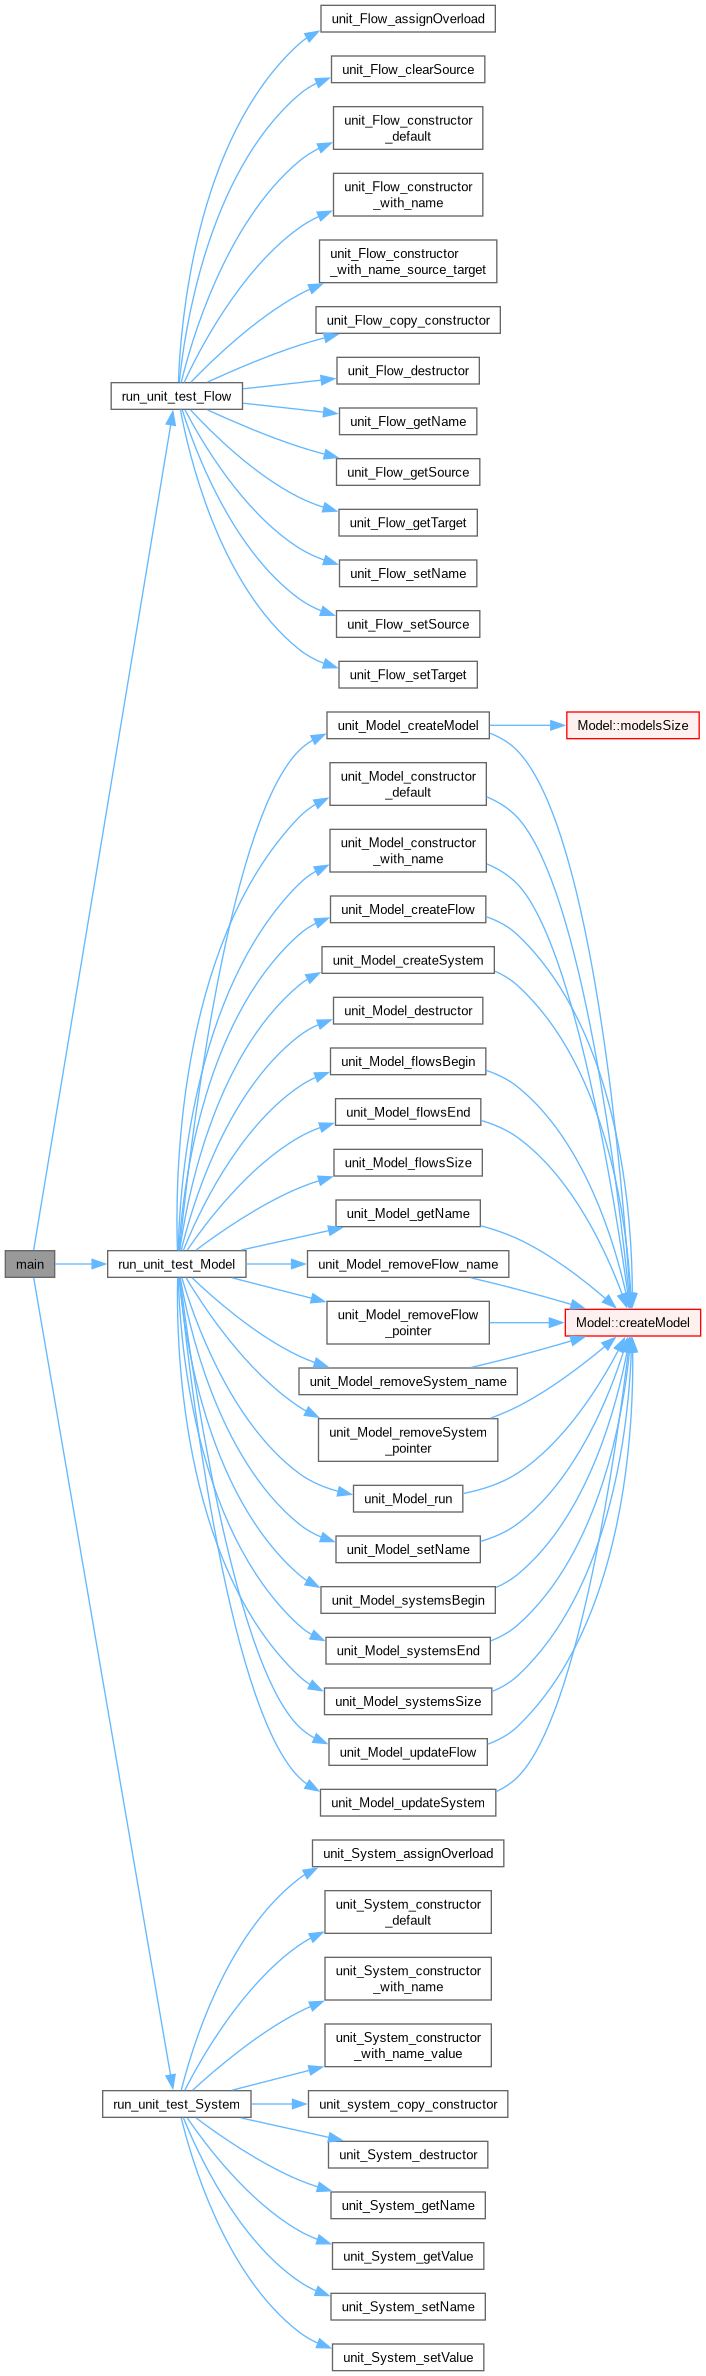 unit_Flow_assignOverload
unit_Flow_clearSource
unit_Flow_constructor
_default
unit_Flow_constructor
_with_name
unit_Flow_constructor
_with_name_source_target
unit_Flow_copy_constructor
unit_Flow_destructor
run_unit_test_Flow
unit_Flow_getName
unit_Flow_getSource
unit_Flow_getTarget
unit_Flow_setName
unit_Flow_setSource
unit_Flow_setTarget
unit_Model_createModel
Model::modelsSize
unit_Model_constructor
_default
unit_Model_constructor
_with_name
unit_Model_createFlow
unit_Model_createSystem
unit_Model_destructor
unit_Model_flowsBegin
unit_Model_flowsEnd
unit_Model_flowsSize
unit_Model_getName
main
run_unit_test_Model
unit_Model_removeFlow_name
unit_Model_removeFlow
_pointer
Model::createModel
unit_Model_removeSystem_name
unit_Model_removeSystem
_pointer
unit_Model_run
unit_Model_setName
unit_Model_systemsBegin
unit_Model_systemsEnd
unit_Model_systemsSize
unit_Model_updateFlow
unit_Model_updateSystem
unit_System_assignOverload
unit_System_constructor
_default
unit_System_constructor
_with_name
unit_System_constructor
_with_name_value
run_unit_test_System
unit_system_copy_constructor
unit_System_destructor
unit_System_getName
unit_System_getValue
unit_System_setName
unit_System_setValue